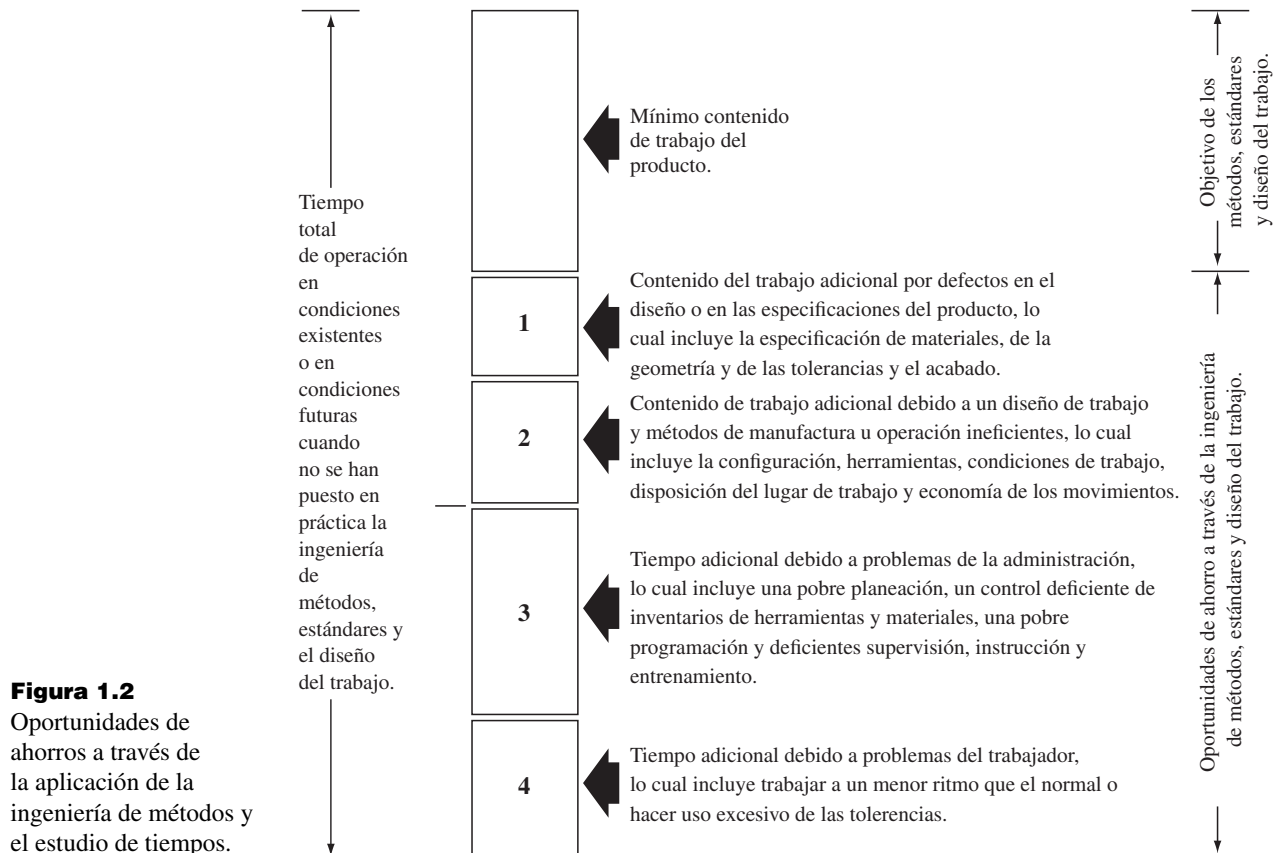 Tiempo
total
de operación
en
condiciones
existentes
o en
condiciones
futuras
cuando
no se han
puesto en
práctica la
ingeniería
de
métodos,
estándares y
el diseño
del trabajo.
Mínimo contenido
de trabajo del
producto.
1
Contenido del trabajo adicional por defectos en el
diseño o en las especificaciones del producto, lo
cual incluye la especificación de materiales, de la
geometría y de las tolerancias y el acabado.
2
Contenido de trabajo adicional debido a un diseño de trabajo
y métodos de manufactura u operación ineficientes, lo cual
incluye la configuración, herramientas, condiciones de trabajo,
disposición del lugar de trabajo y economía de los movimientos.
3
Tiempo adicional debido a problemas de la administración,
lo cual incluye una pobre planeación, un control deficiente de
inventarios de herramientas y materiales, una pobre
programación y deficientes supervisión, instrucción y
entrenamiento.
4
Tiempo adicional debido a problemas del trabajador,
lo cual incluye trabajar a un menor ritmo que el normal o
hacer uso excesivo de las tolerencias.
Objetivo de los
métodos, estándares
y diseño del trabajo.
Oportunidades de ahorro a través de la ingeniería
de métodos, estándares y diseño del trabajo.
Figura 1.2
Oportunidades de
ahorros a través de
la aplicación de la
ingeniería de métodos y
el estudio de tiempos.